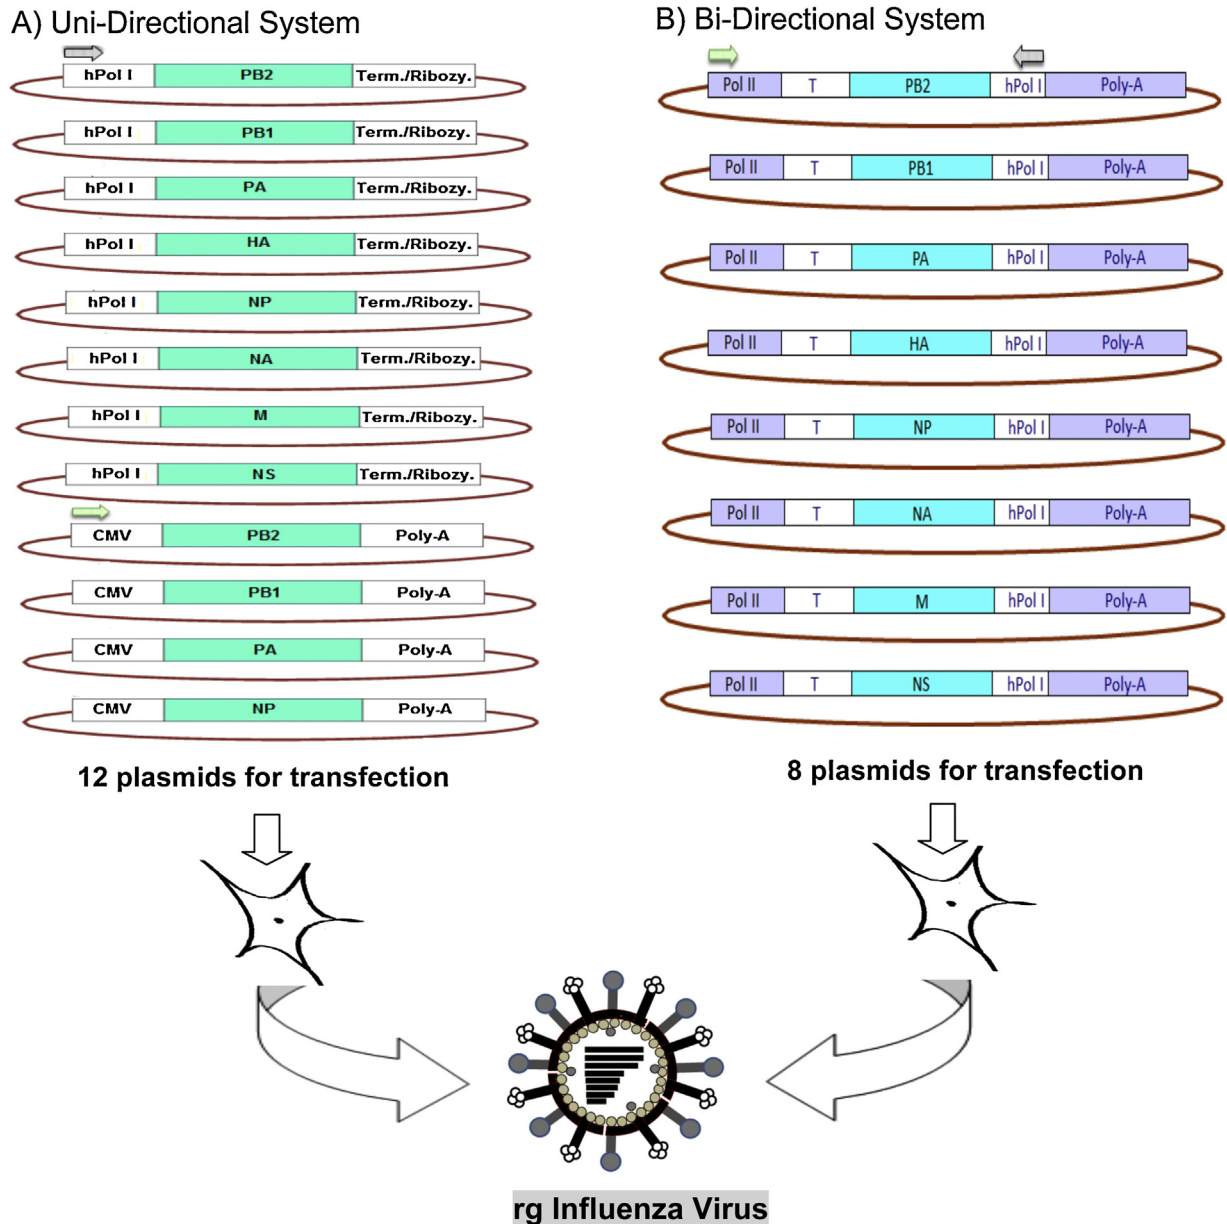 A) Uni-Directional System
hPol I PB2 Term./Ribozy.
hPol I PB1 Term./Ribozy.
hPol I PA Term./Ribozy.
hPol I HA Term./Ribozy.
hPol I NP Term./Ribozy.
hPol I NA Term./Ribozy.
hPol I M Term./Ribozy.
hPol I NS Term./Ribozy.
CMV PB2 Poly-A
CMV PB1 Poly-A
CMV PA Poly-A
CMV NP Poly-A
12 plasmids for transfection
B) Bi-Directional System
Pol II T PB2 hPol I Poly-A
Pol II T PB1 hPol I Poly-A
Pol II T PA hPol I Poly-A
Pol II T HA hPol I Poly-A
Pol II T NP hPol I Poly-A
Pol II T NA hPol I Poly-A
Pol II T M hPol I Poly-A
Pol II T NS hPol I Poly-A
8 plasmids for transfection
rg Influenza Virus